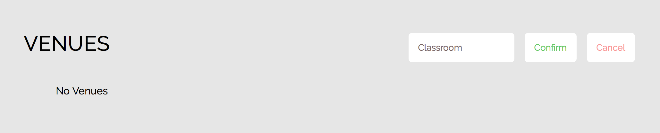 VENUES
Classroom
Confirm
Cancel
No Venues